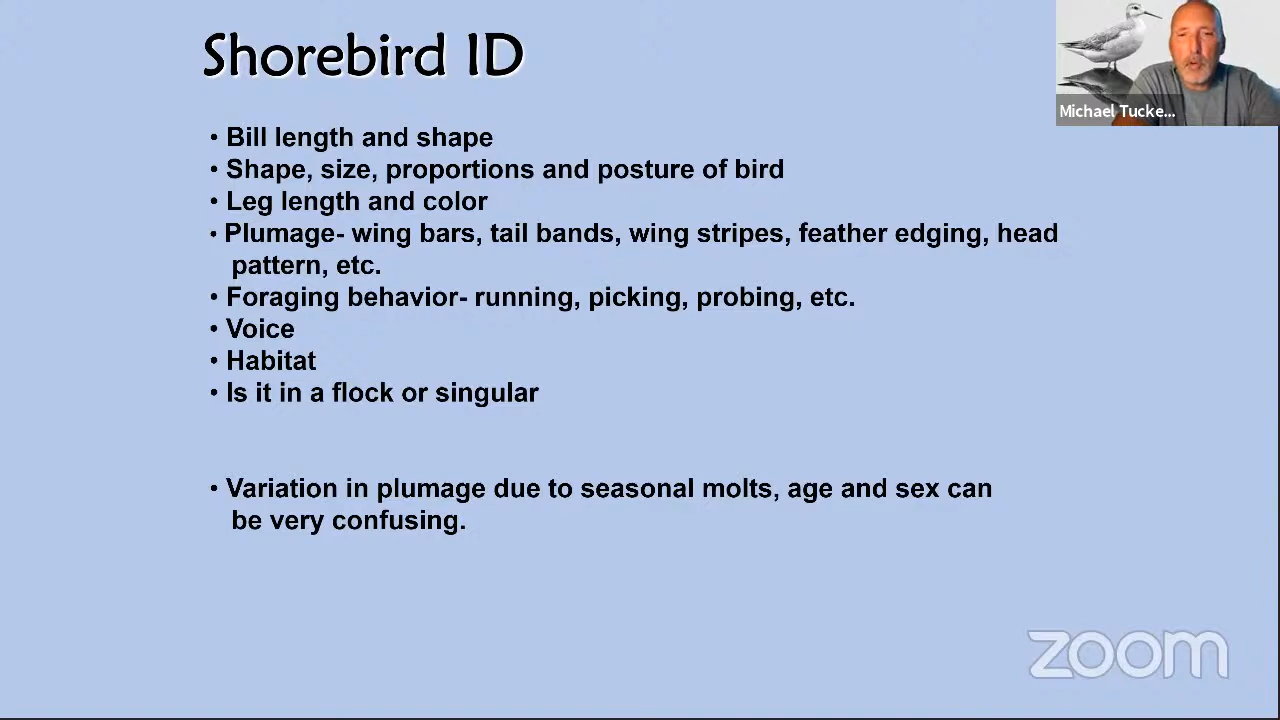 Shorebird ID
Michael Tucke...
• Bill length and shape
• Shape, size, proportions and posture of bird
• Leg length and color
• Plumage- wing bars, tail bands, wing stripes, feather edging, head
pattern, etc.
• Foraging behavior- running, picking, probing, etc.
• Voice
• Habitat
• Is it in a flock or singular
• Variation in plumage due to seasonal molts, age and sex can
be very confusing.
zoom